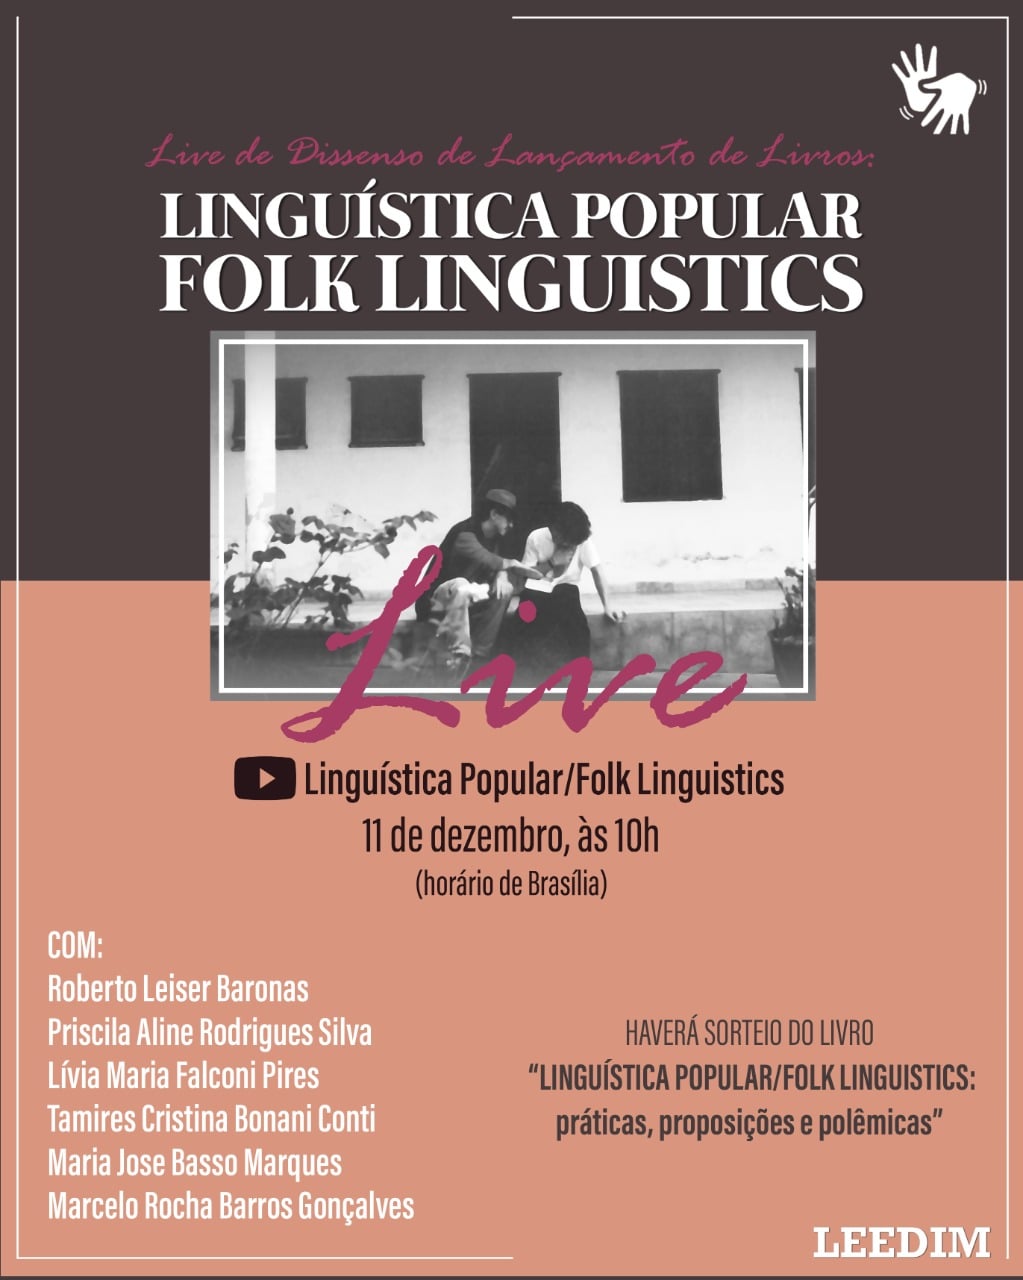 Live de Dissenso de Lançamento de Livros:
LINGUÍSTICA POPULAR
FOLK LINGUISTICS
Live
Linguística Popular/Folk Linguistics
11 de dezembro, às 10h
(horário de Brasília)
COM:
Roberto Leiser Baronas
Priscila Aline Rodrigues Silva
Lívia Maria Falconi Pires
Tamires Cristina Bonani Conti
Maria Jose Basso Marques
Marcelo Rocha Barros Gonçalves
HAVERÁ SORTEIO DO LIVRO
“LINGUÍSTICA POPULAR/FOLK LINGUISTICS:
práticas, proposições e polêmicas”
LEEDIM